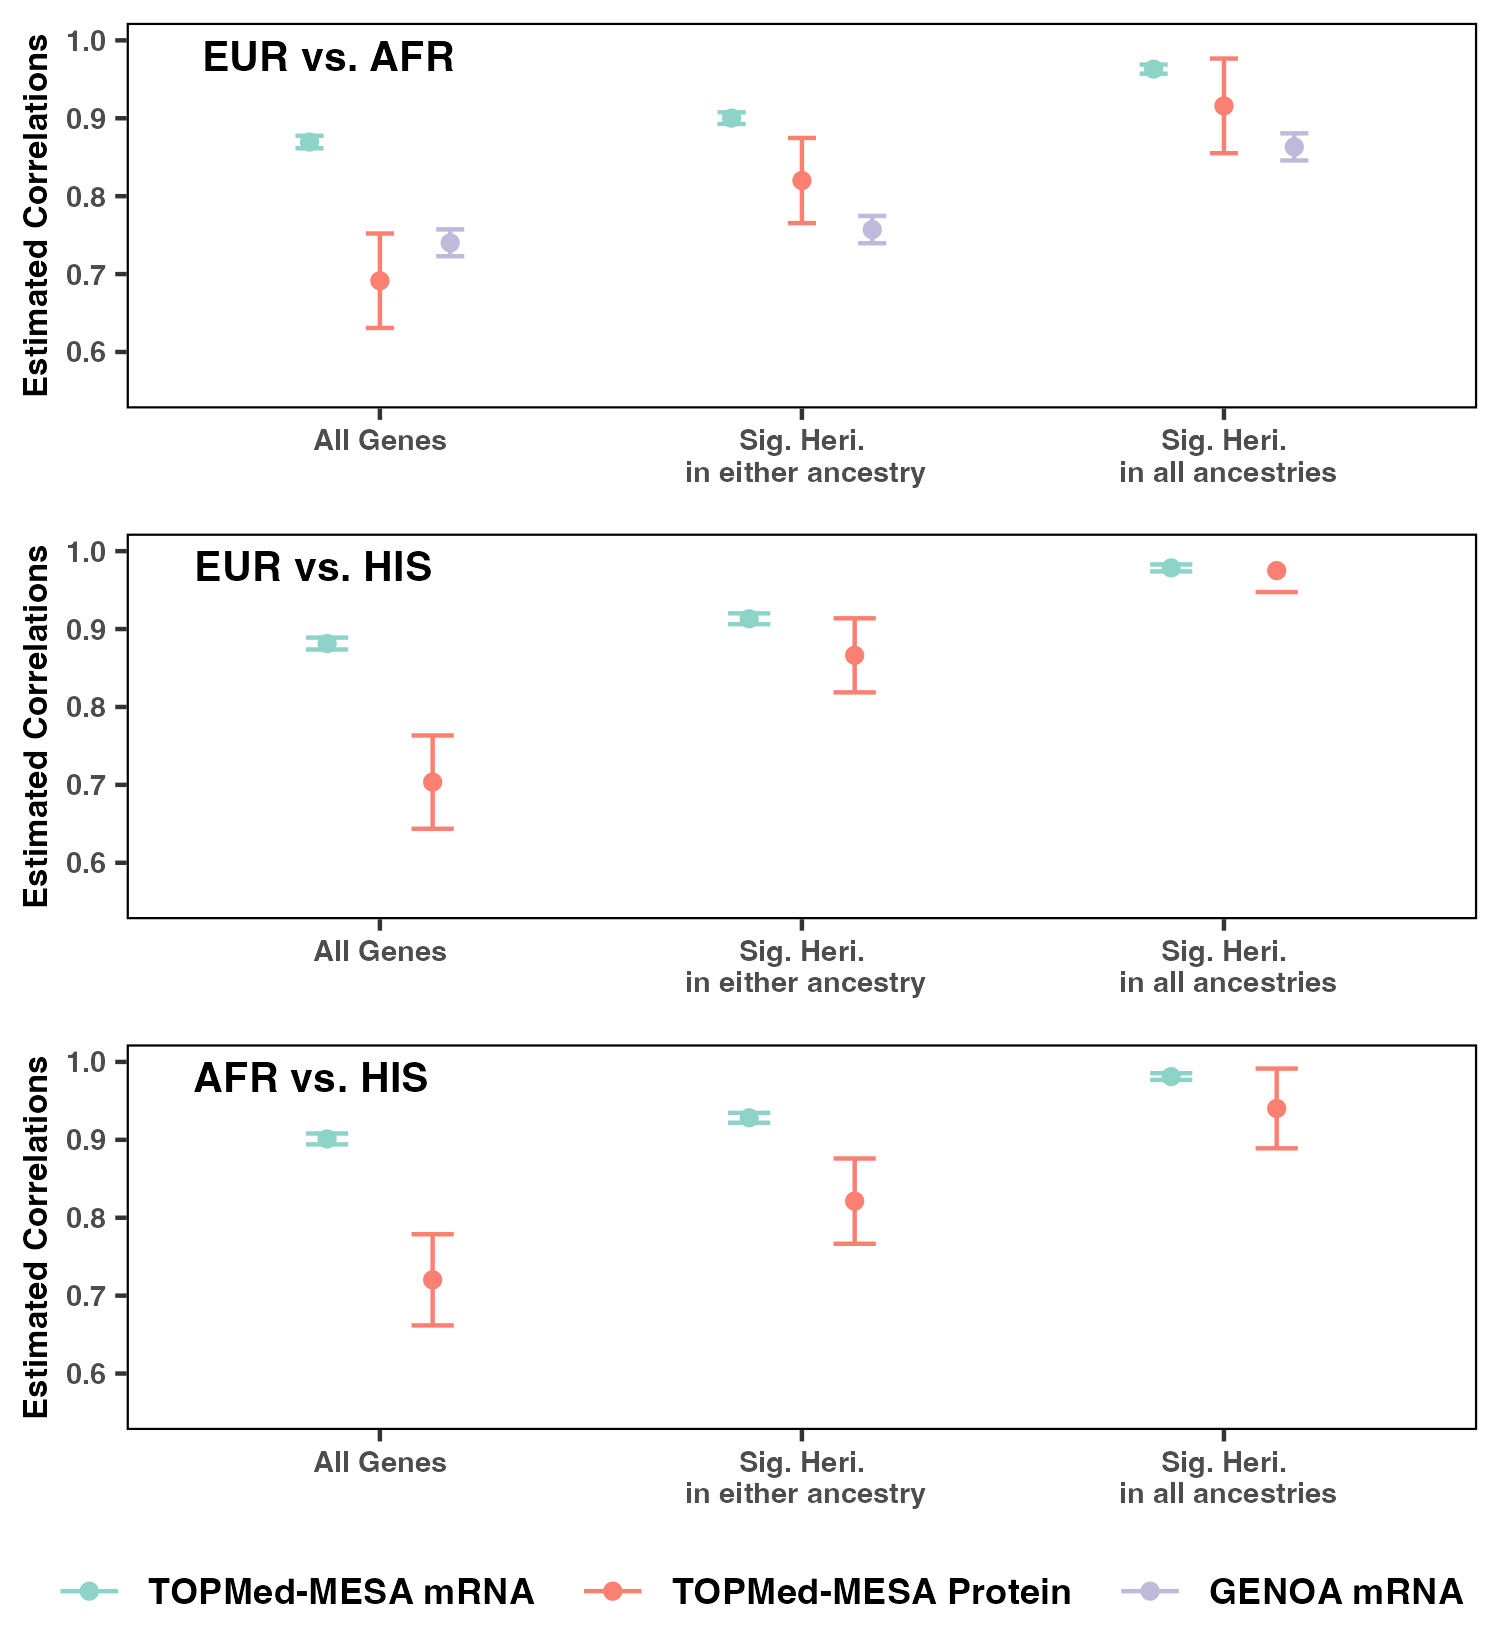 EUR vs. AFR
Estimated Correlations
1.0
0.9
0.8
0.7
0.6
All Genes
Sig. Heri.
in either ancestry
Sig. Heri.
in all ancestries
EUR vs. HIS
Estimated Correlations
1.0
0.9
0.8
0.7
0.6
All Genes
Sig. Heri.
in either ancestry
Sig. Heri.
in all ancestries
AFR vs. HIS
Estimated Correlations
1.0
0.9
0.8
0.7
0.6
All Genes
Sig. Heri.
in either ancestry
Sig. Heri.
in all ancestries
TOPMed-MESA mRNA
TOPMed-MESA Protein
GENOA mRNA